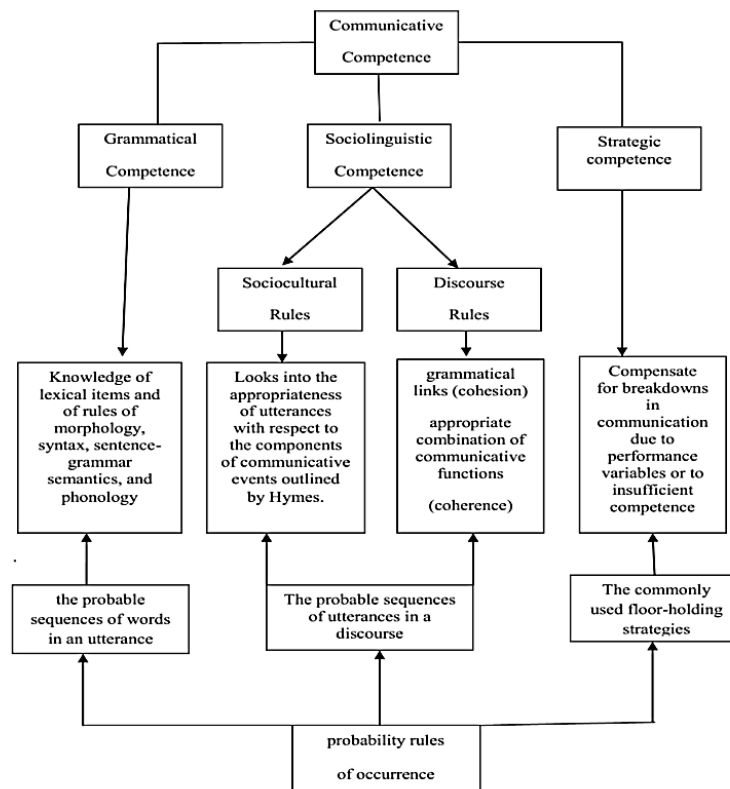 Communicative
Competence
Grammatical
Competence
Sociolinguistic
Competence
Strategic
competence
Sociocultural
Rules
Discourse
Rules
Knowledge of
lexical items and
of rules of
morphology,
syntax, sentence-
grammar
semantics, and
phonology
Looks into the
appropriateness
of utterances
with respect to
the components
of communicative
events outlined
by Hymes.
grammatical
links (cohesion)
appropriate
combination of
communicative
functions
(coherence)
Compensate
for breakdowns
in
communication
due to
performance
variables or to
insufficient
competence
the probable
sequences of words
in an utterance
The probable sequences
of utterances in a
discourse
The commonly
used floor-holding
strategies
probability rules
of occurrence